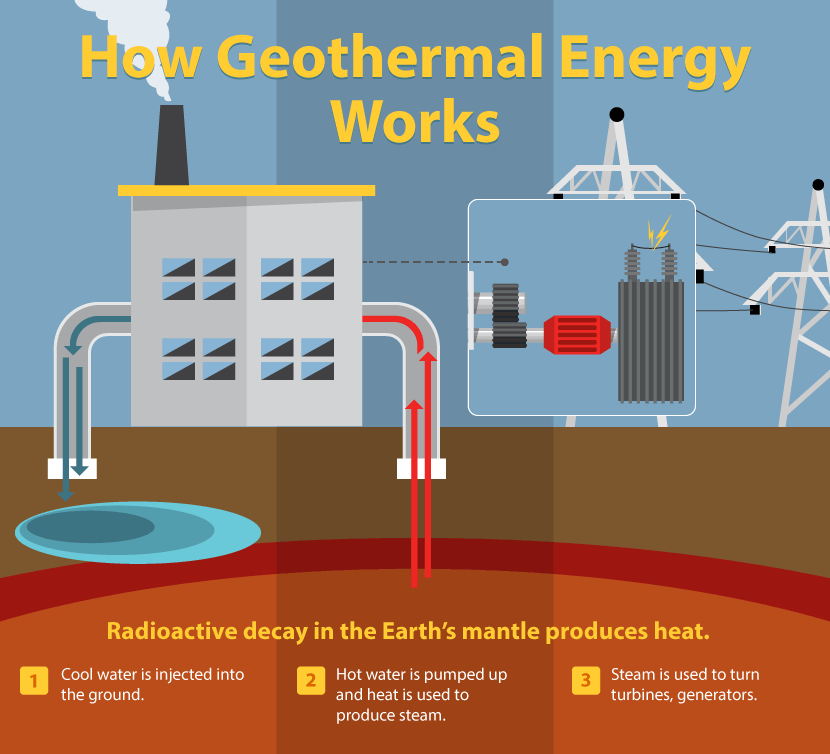 How Geothermal Energy
Works
Radioactive decay in the Earth’s mantle produces heat.
1
Cool water is injected into
the ground.
2
Hot water is pumped up
and heat is used to
produce steam.
3
Steam is used to turn
turbines, generators.